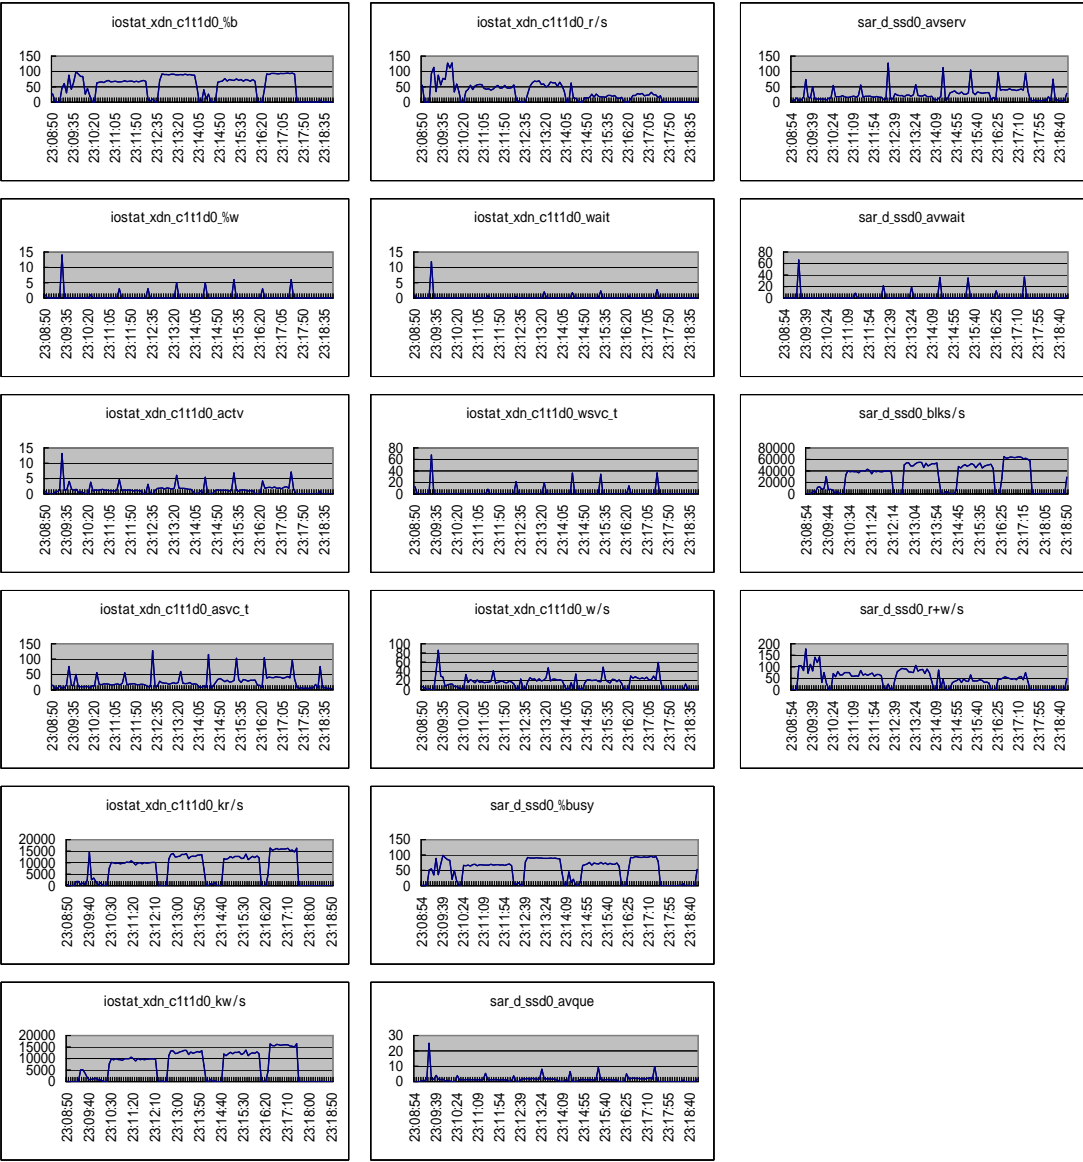 iostat_xdn_c1t1d0_%b
150
100
50
0
23:08:50 23:09:35 23:10:20 23:11:05 23:11:50 23:12:35 23:13:20 23:14:05 23:14:50 23:15:35 23:16:20 23:17:05 23:17:50 23:18:35
iostat_xdn_c1t1d0_r/s
150
100
50
0
23:08:50 23:09:35 23:10:20 23:11:05 23:11:50 23:12:35 23:13:20 23:14:05 23:14:50 23:15:35 23:16:20 23:17:05 23:17:50 23:18:35
sar_d_ssd0_avserv
150
100
50
0
23:08:54 23:09:39 23:10:24 23:11:09 23:11:54 23:12:39 23:13:24 23:14:09 23:14:55 23:15:40 23:16:25 23:17:10 23:17:55 23:18:40
iostat_xdn_c1t1d0_%w
15
10
5
0
23:08:50 23:09:35 23:10:20 23:11:05 23:11:50 23:12:35 23:13:20 23:14:05 23:14:50 23:15:35 23:16:20 23:17:05 23:17:50 23:18:35
iostat_xdn_c1t1d0_wait
15
10
5
0
23:08:50 23:09:35 23:10:20 23:11:05 23:11:50 23:12:35 23:13:20 23:14:05 23:14:50 23:15:35 23:16:20 23:17:05 23:17:50 23:18:35
sar_d_ssd0_avwait
80
60
40
20
0
23:08:54 23:09:39 23:10:24 23:11:09 23:11:54 23:12:39 23:13:24 23:14:09 23:14:55 23:15:40 23:16:25 23:17:10 23:17:55 23:18:40
iostat_xdn_c1t1d0_actv
15
10
5
0
23:08:50 23:09:35 23:10:20 23:11:05 23:11:50 23:12:35 23:13:20 23:14:05 23:14:50 23:15:35 23:16:20 23:17:05 23:17:50 23:18:35
iostat_xdn_c1t1d0_wsvc_t
80
60
40
20
0
23:08:50 23:09:35 23:10:20 23:11:05 23:11:50 23:12:35 23:13:20 23:14:05 23:14:50 23:15:35 23:16:20 23:17:05 23:17:50 23:18:35
sar_d_ssd0_blks/s
80000
60000
40000
20000
0
23:08:54 23:09:44 23:10:34 23:11:24 23:12:14 23:13:04 23:13:54 23:14:45 23:15:35 23:16:25 23:17:15 23:18:05 23:18:50
iostat_xdn_c1t1d0_asvc_t
150
100
50
0
23:08:50 23:09:35 23:10:20 23:11:05 23:11:50 23:12:35 23:13:20 23:14:05 23:14:50 23:15:35 23:16:20 23:17:05 23:17:50 23:18:35
iostat_xdn_c1t1d0_w/s
100
80
60
40
20
0
23:08:50 23:09:35 23:10:20 23:11:05 23:11:50 23:12:35 23:13:20 23:14:05 23:14:50 23:15:35 23:16:20 23:17:05 23:17:50 23:18:35
sar_d_ssd0_r+w/s
200
150
100
50
0
23:08:54 23:09:39 23:10:24 23:11:09 23:11:54 23:12:39 23:13:24 23:14:09 23:14:55 23:15:40 23:16:25 23:17:10 23:17:55 23:18:40
iostat_xdn_c1t1d0_kr/s
20000
15000
10000
5000
0
23:08:50 23:09:40 23:10:30 23:11:20 23:12:10 23:13:00 23:13:50 23:14:40 23:15:30 23:16:20 23:17:10 23:18:00 23:18:50
sar_d_ssd0_%busy
150
100
50
0
23:08:54 23:09:39 23:10:24 23:11:09 23:11:54 23:12:39 23:13:24 23:14:09 23:14:55 23:15:40 23:16:25 23:17:10 23:17:55 23:18:40
iostat_xdn_c1t1d0_kw/s
20000
15000
10000
5000
0
23:08:50 23:09:40 23:10:30 23:11:20 23:12:10 23:13:00 23:13:50 23:14:40 23:15:30 23:16:20 23:17:10 23:18:00 23:18:50
sar_d_ssd0_avque
30
20
10
0
23:08:54 23:09:39 23:10:24 23:11:09 23:11:54 23:12:39 23:13:24 23:14:09 23:14:55 23:15:40 23:16:25 23:17:10 23:17:55 23:18:40